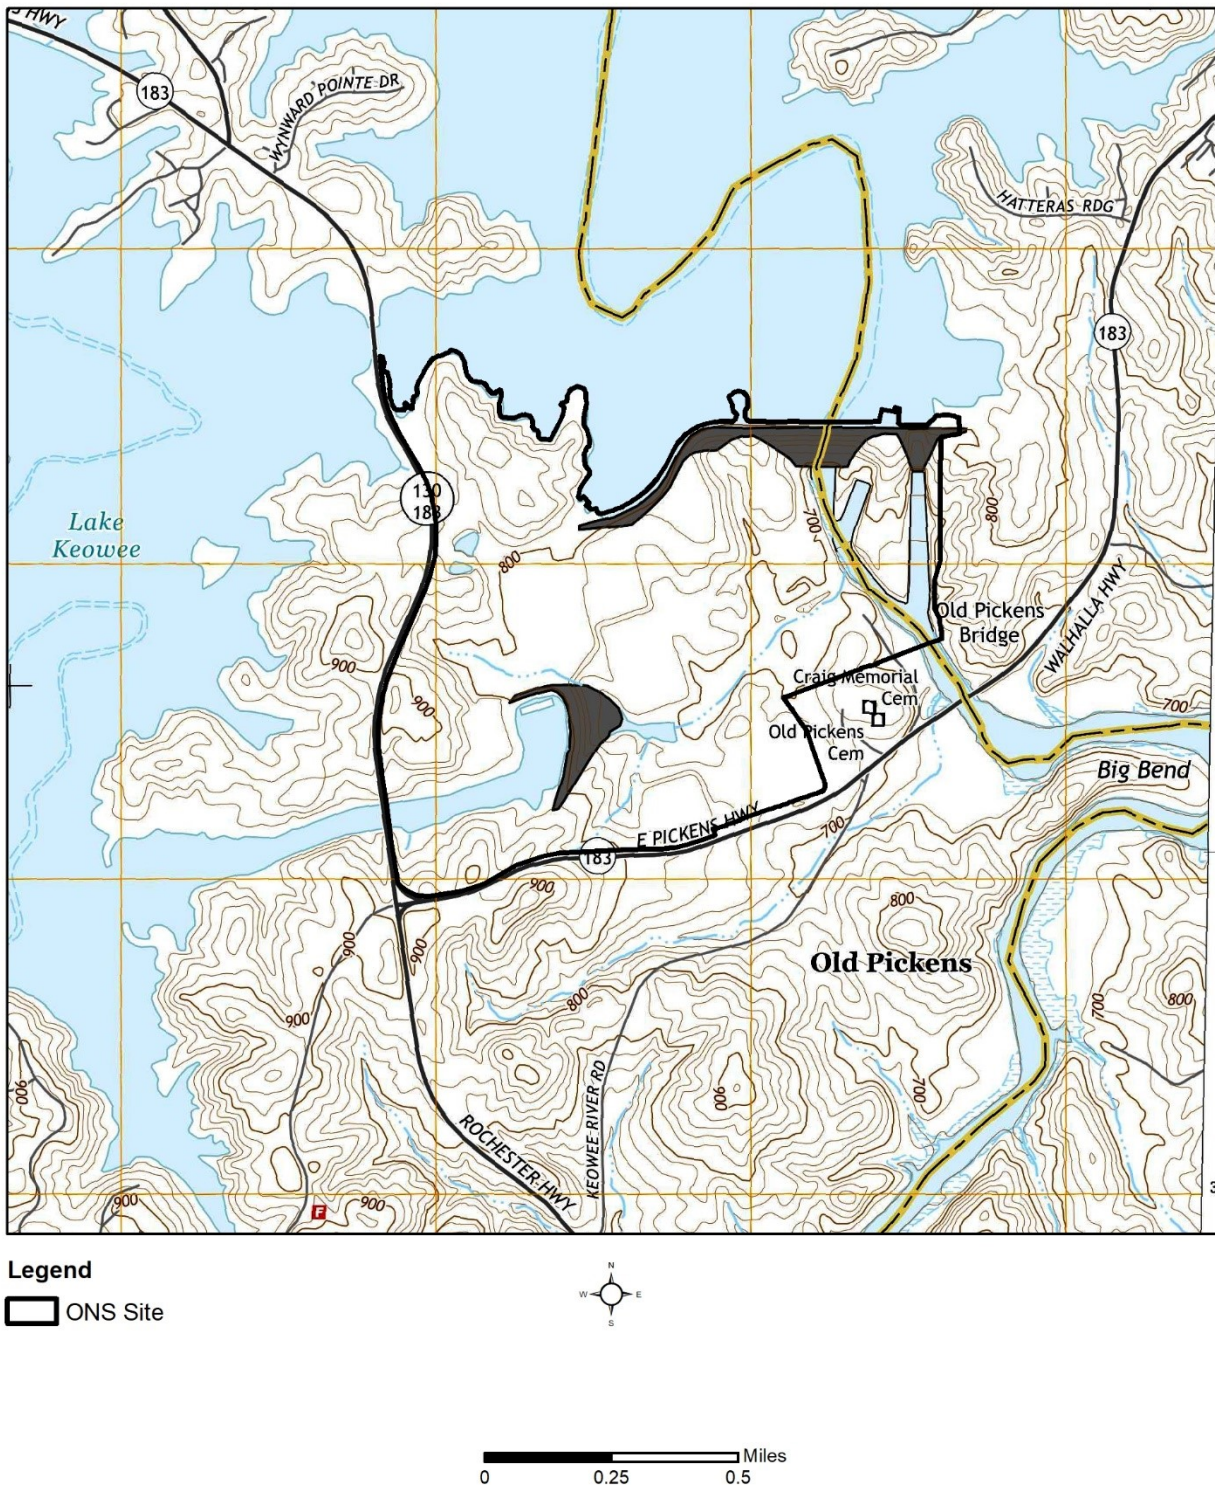 S HWY
183
WYNWARD POINTE DR
HATTERAS RDG
183
130
183
Lake
Keowee
800
700
800
Old Pickens
Bridge
WALHALLA HWY
900
900
Craig Memorial
Cem
Old Pickens
Cem
700
Big Bend
E PICKENS HWY
700
183
900
800
900
900
Old Pickens
800
900
700
800
900
900
700
ROCHESTER HWY
KEOWEE RIVER RD
900
900
F
3
Legend
ONS Site
N
W
E
S
Miles
0
0.25
0.5